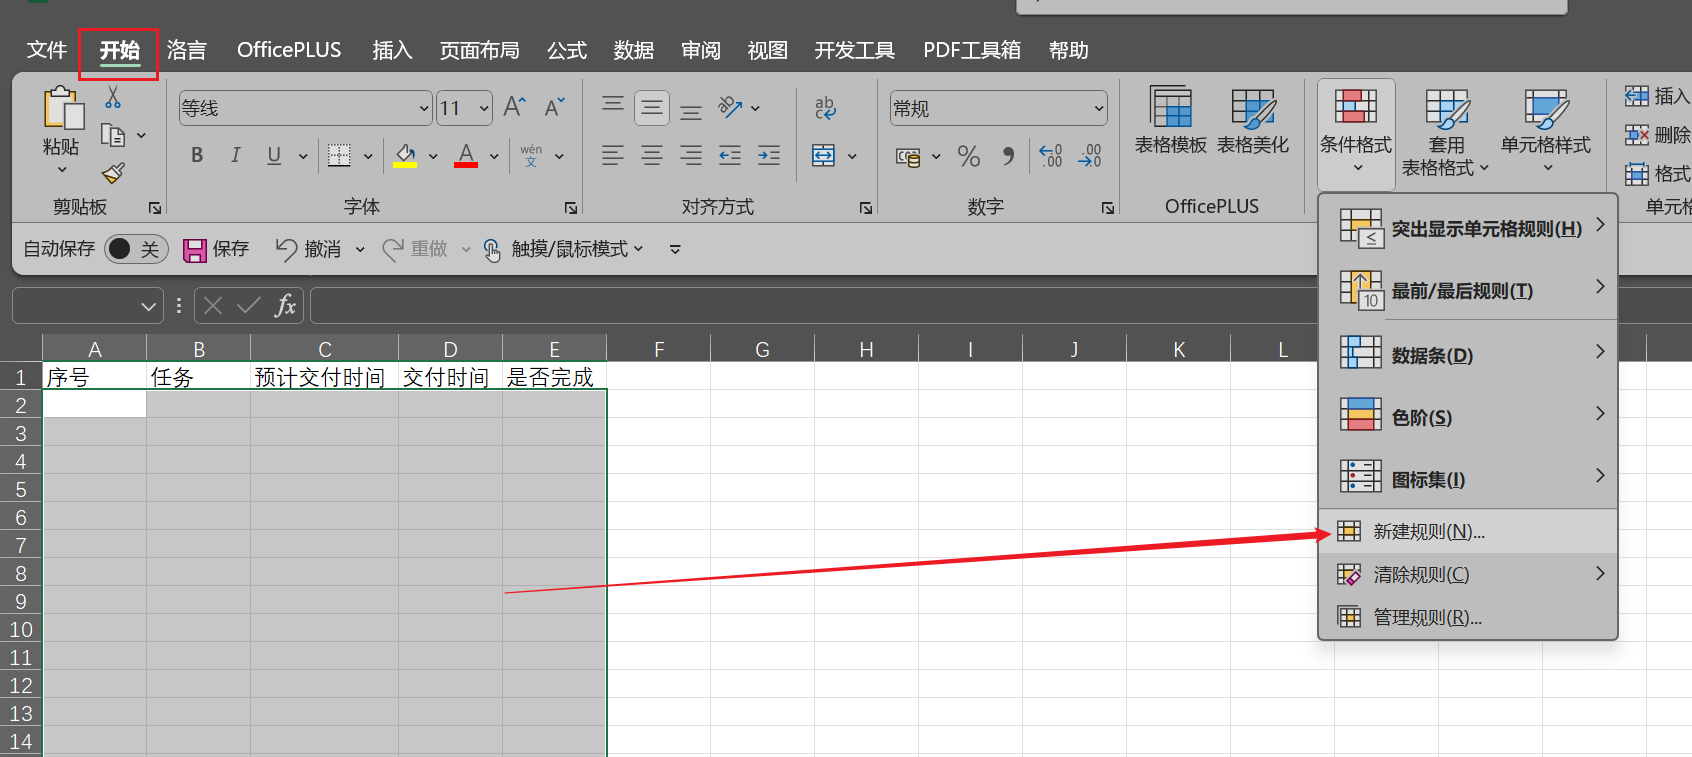 文件 开始 洛言 OfficePLUS 插入 页面布局 公式 数据 审阅 视图 开发工具 PDF工具箱 帮助
粘贴
剪贴板
等线 11 A A
B I U A wén 文
字体
ab
ab c
对齐方式
常规
% .00 .0
字体
数字
表格模板 表格美化
OfficePLUS
条件格式 套用 表格格式 单元格样式
插入
删除
格式
单元格
自动保存 关 保存 撤消 重做 触摸/鼠标模式
fx
突出显示单元格规则(H)
最前/最后规则(T)
10
数据条(D)
色阶(S)
图标集(I)
新建规则(N)...
清除规则(C)
管理规则(R)...
A B C D E F G H I J K L
1 序号 任务 预计交付时间 交付时间 是否完成
2
3
4
5
6
7
8
9
10
11
12
13
14